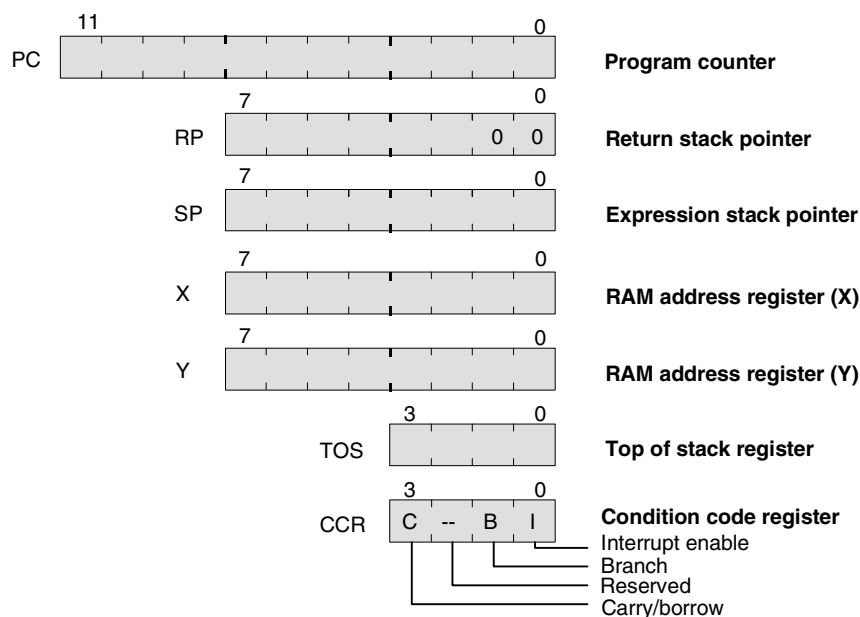 11 0
PC Program counter
7 0
RP 0 0 Return stack pointer
7 0
SP Expression stack pointer
7 0
X RAM address register (X)
7 0
Y RAM address register (Y)
3 0
TOS Top of stack register
3 0
CCR C -- B I Condition code register
Interrupt enable
Branch
Reserved
Carry/borrow